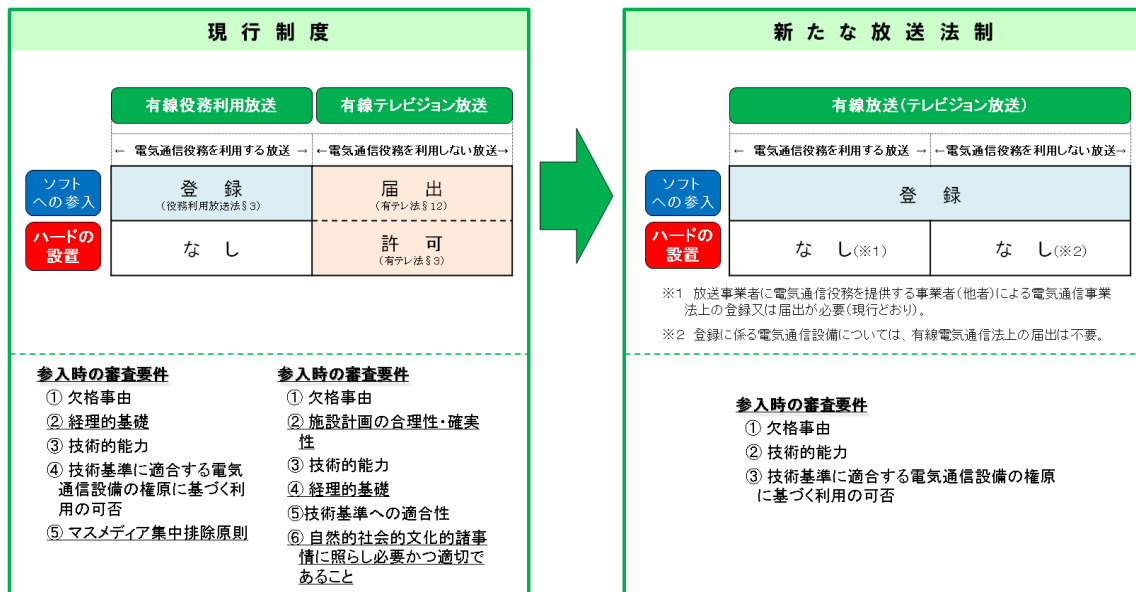 現行制度
有線役務利用放送
有線テレビジョン放送
← 電気通信役務を利用する放送 →
←電気通信役務を利用しない放送→
ソフト
への参入
登 録
(役務利用放送法§3)
届 出
(有テレ法§12)
ハードの
設置
な し
許 可
(有テレ法§3)
参入時の審査要件
① 欠格事由
② 経理的基礎
③ 技術的能力
④ 技術基準に適合する電気
通信設備の権原に基づく利
用の可否
⑤ マスメディア集中排除原則
参入時の審査要件
① 欠格事由
② 施設計画の合理性・確実
性
③ 技術的能力
④ 経理的基礎
⑤技術基準への適合性
⑥ 自然的社会的文化的諸事
情に照らし必要かつ適切で
あること
新たな放送法制
有線放送(テレビジョン放送)
← 電気通信役務を利用する放送 →
←電気通信役務を利用しない放送→
ソフト
への参入
登 録
ハードの
設置
な し(※1)
な し(※2)
※1 放送事業者に電気通信役務を提供する事業者(他者)による電気通信事業
法上の登録又は届出が必要(現行どおり)。
※2 登録に係る電気通信設備については、有線電気通信法上の届出は不要。
参入時の審査要件
① 欠格事由
② 技術的能力
③ 技術基準に適合する電気通信設備の権原
に基づく利用の可否